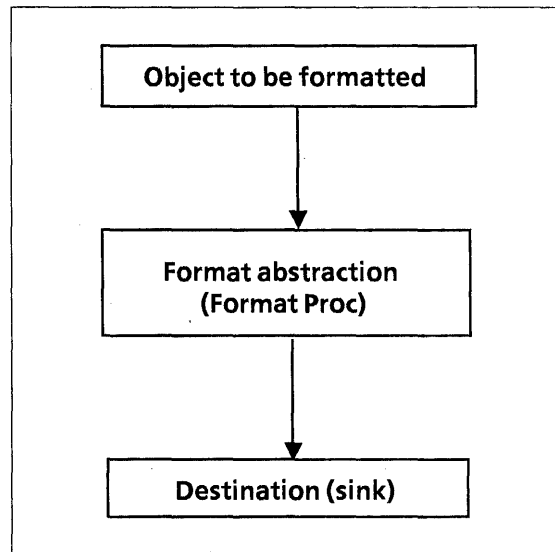 Object to be formatted
Format abstraction
(Format Proc)
Destination (sink)